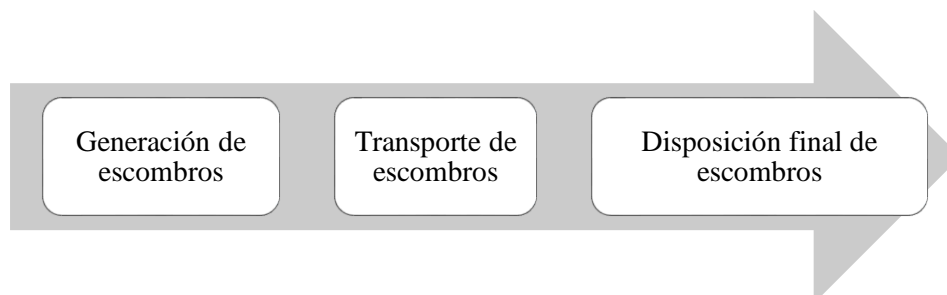 Generación de
escombros
Transporte de
escombros
Disposición final de
escombros